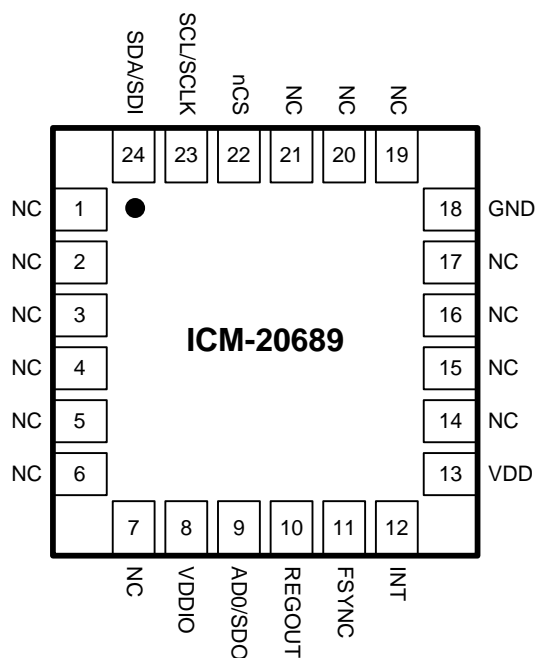 SDA/SDI
SCL/SCLK
nCS
NC
NC
NC
24
23
22
21
20
19
NC 1
18 GND
NC 2
17 NC
NC 3
16 NC
ICM-20689
NC 4
15 NC
NC 5
14 NC
NC 6
13 VDD
7
8
9
10
11
12
NC
VDDIO
AD0/SDO
REGOUT
FSYNC
INT